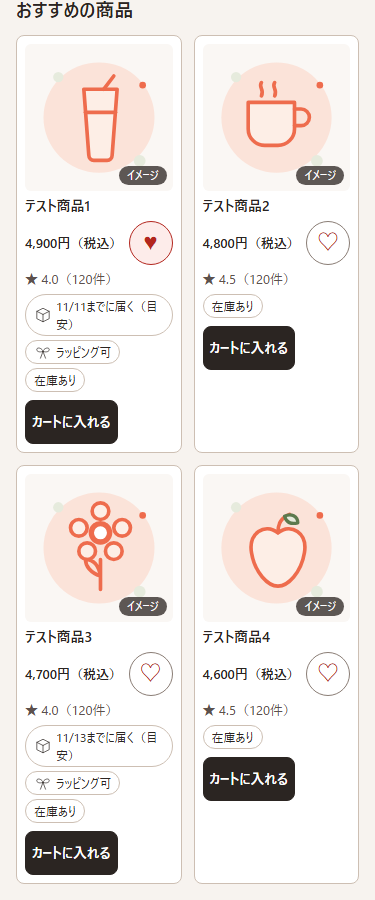 おすすめの商品
イメージ
テスト商品1
4,900円（税込）
♥
★ 4.0（120件）
11/11までに届く（目
安）
ラッピング可
在庫あり
カートに入れる
イメージ
テスト商品2
4,800円（税込）
♡
★ 4.5（120件）
在庫あり
カートに入れる
イメージ
テスト商品3
4,700円（税込）
♡
★ 4.0（120件）
11/13までに届く（目
安）
ラッピング可
在庫あり
カートに入れる
イメージ
テスト商品4
4,600円（税込）
♡
★ 4.5（120件）
在庫あり
カートに入れる